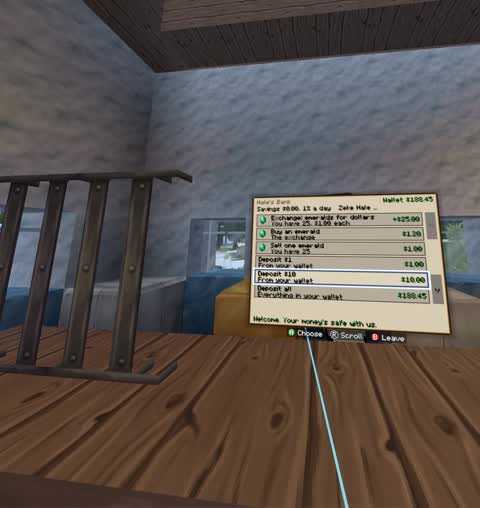 Hale's Bank
Wallet $188.45
Savings $0.00. 1% a day Zeke Hale ...
Exchange: emeralds for dollars +$25.00
You have 25. $1.00 each
Buy an emerald $1.20
The exchange
Sell one emerald $1.00
You have 25
Deposit $1 $1.00
From your wallet
Deposit $10 $10.00
From your wallet
Deposit all $188.45
Everything in your wallet
Welcome. Your money's safe with us.
A Choose R Scroll B Leave